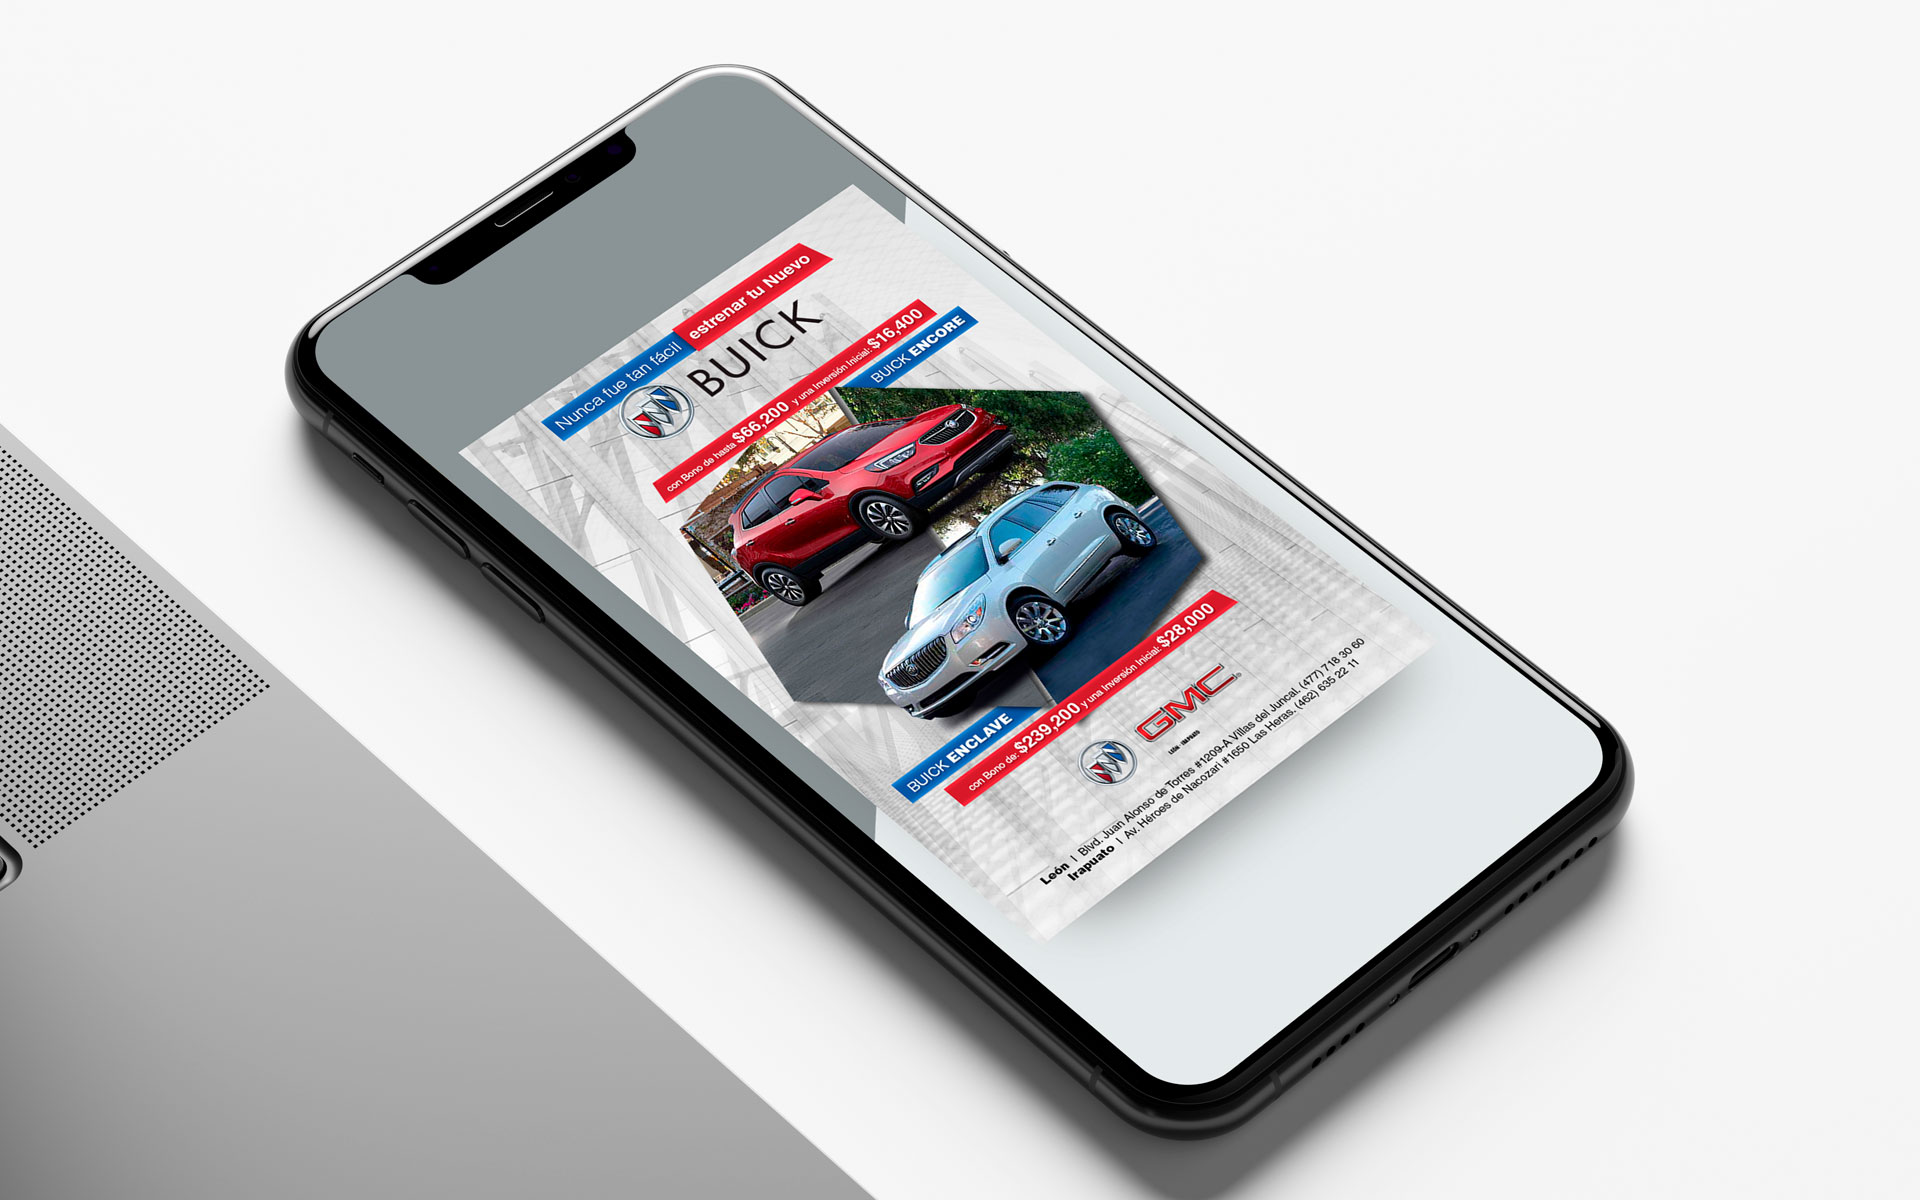 Nunca fue tan fácil estrenar tu Nuevo
BUICK
con Bono de hasta $66,200 y una Inversión Inicial: $16,400
BUICK ENCORE
BUICK ENCLAVE
con Bono de: $239,200 y una Inversión Inicial: $28,000
GMC
LEÓN IRAPUATO
León | Blvd. Juan Alonso de Torres #1209-A Villas del Juncal. (477) 718 30 60
Irapuato | Av. Héroes de Nacozari #1650 Las Heras. (462) 635 22 11